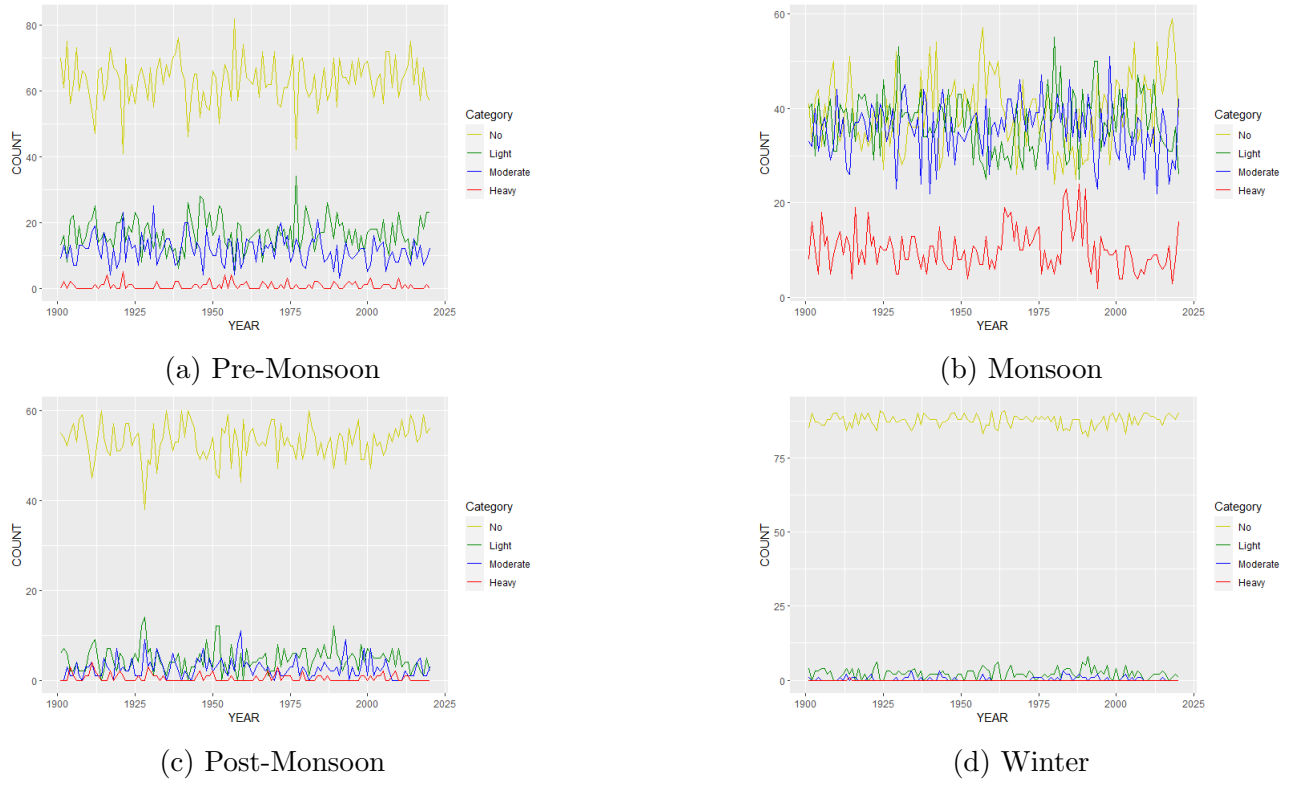 80
60
40
20
0
COUNT
1900
1925
1950
1975
2000
2025
YEAR
Category
No
Light
Moderate
Heavy
(a) Pre-Monsoon
60
40
20
0
COUNT
1900
1925
1950
1975
2000
2025
YEAR
Category
No
Light
Moderate
Heavy
(b) Monsoon
60
40
20
0
COUNT
1900
1925
1950
1975
2000
2025
YEAR
Category
No
Light
Moderate
Heavy
(c) Post-Monsoon
75
50
25
0
COUNT
1900
1925
1950
1975
2000
2025
YEAR
Category
No
Light
Moderate
Heavy
(d) Winter